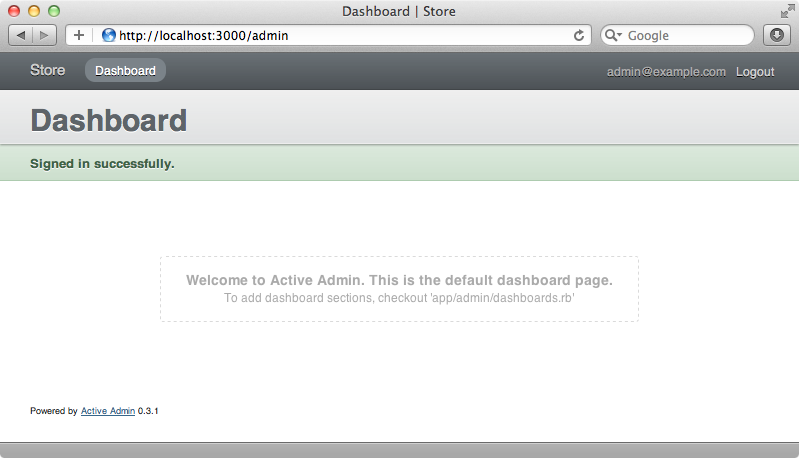 Dashboard | Store
http://localhost:3000/admin
Google
Store
Dashboard
admin@example.com
Logout
Dashboard
Signed in successfully.
Welcome to Active Admin. This is the default dashboard page.
To add dashboard sections, checkout 'app/admin/dashboards.rb'
Powered by Active Admin 0.3.1